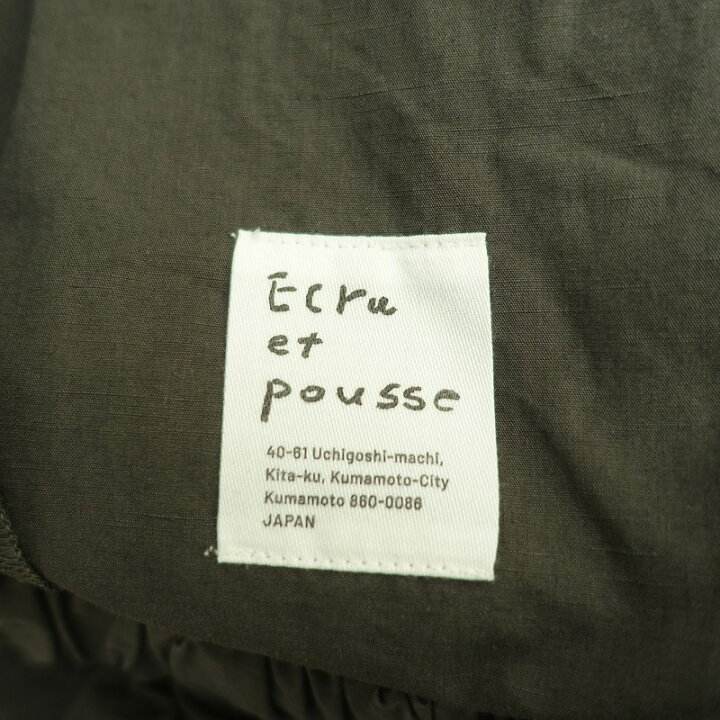 Ecru
et
pousse
40-61 Uchigoshi-machi,
Kita-ku, Kumamoto-City
Kumamoto 860-0086
JAPAN